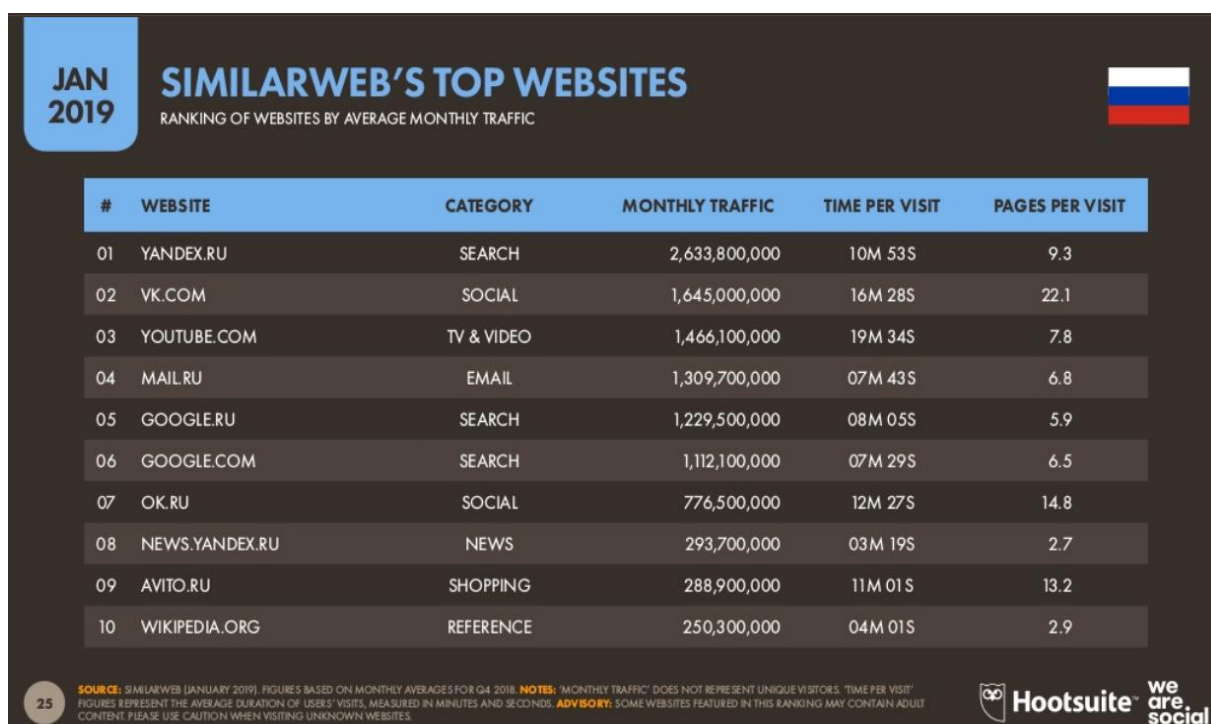 JAN
2019
SIMILARWEB'S TOP WEBSITES
RANKING OF WEBSITES BY AVERAGE MONTHLY TRAFFIC
# WEBSITE CATEGORY MONTHLY TRAFFIC TIME PER VISIT PAGES PER VISIT
01 YANDEX.RU SEARCH 2,633,800,000 10M 53S 9.3
02 VK.COM SOCIAL 1,645,000,000 16M 28S 22.1
03 YOUTUBE.COM TV & VIDEO 1,466,100,000 19M 34S 7.8
04 MAIL.RU EMAIL 1,309,700,000 07M 43S 6.8
05 GOOGLE.RU SEARCH 1,229,500,000 08M 05S 5.9
06 GOOGLE.COM SEARCH 1,112,100,000 07M 29S 6.5
07 OK.RU SOCIAL 776,500,000 12M 27S 14.8
08 NEWS.YANDEX.RU NEWS 293,700,000 03M 19S 2.7
09 AVITO.RU SHOPPING 288,900,000 11M 01S 13.2
10 WIKIPEDIA.ORG REFERENCE 250,300,000 04M 01S 2.9
25
SOURCE: SIMILARWEB (JANUARY 2019). FIGURES BASED ON MONTHLY AVERAGES FOR Q4 2018. NOTES: 'MONTHLY TRAFFIC' DOES NOT REPRESENT UNIQUE VISITORS. 'TIME PER VISIT'
FIGURES REPRESENT THE AVERAGE DURATION OF USERS' VISITS, MEASURED IN MINUTES AND SECONDS. ADVISORY: SOME WEBSITES FEATURED IN THIS RANKING MAY CONTAIN ADULT
CONTENT. PLEASE USE CAUTION WHEN VISITING UNKNOWN WEBSITES.
Hootsuite™
we
are
social